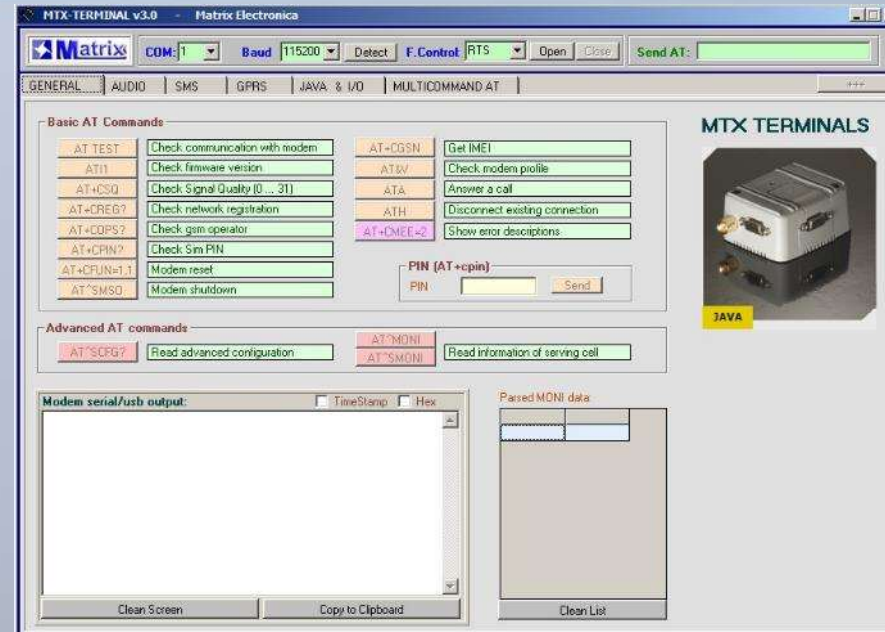 MTX-TERMINAL v3.0 - Matrix Electronica
Matrix COM: 1 Baud 115200 Detect F.Control: RTS Open Close Send AT:
GENERAL AUDIO SMS GPRS JAVA & I/O MULTICOMMAND AT +++
Basic AT Commands
AT TEST Check communication with modem AT+CGSN Get IMEI
ATI1 Check firmware version AT&V Check modem profile
AT+CSQ Check Signal Quality (0 ... 31) ATA Answer a call
AT+CREG? Check network registration ATH Disconnect existing connection
AT+COPS? Check gsm operator AT+CMEE=2 Show error descriptions
AT+CPIN? Check Sim PIN
AT+CFUN=1,1 Modem reset
AT^SMSO Modem shutdown
PIN (AT+cpin)
PIN Send
Advanced AT commands
AT^SCFG? Read advanced configuration
AT^MONI
AT^SMONI Read information of serving cell
MTX TERMINALS
JAVA
Modem serial/usb output: TimeStamp Hex
Parsed MONI data:
Clean Screen Copy to Clipboard
Clean List